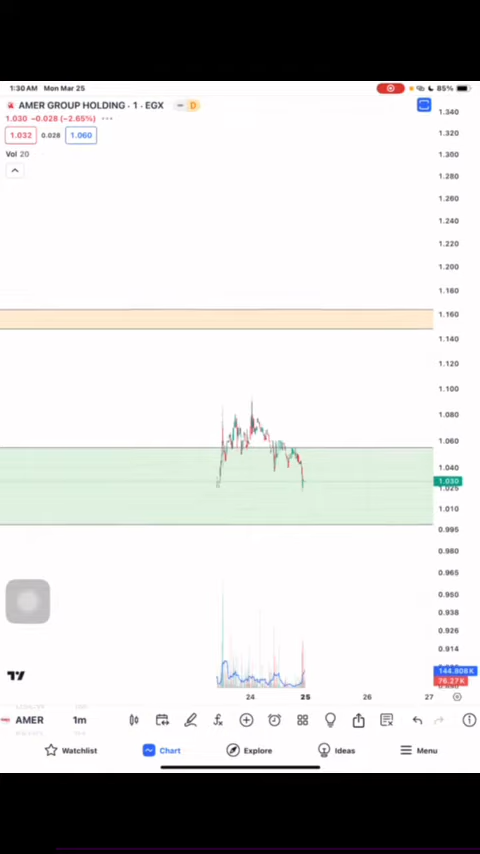 1:30 AM Mon Mar 25
85%
AMER GROUP HOLDING · 1 · EGX
D
1.030 −0.028 (−2.65%)
1.032
0.028
1.060
Vol 20
1.340
1.320
1.300
1.280
1.260
1.240
1.220
1.200
1.180
1.160
1.140
1.120
1.100
1.080
1.060
1.040
1.030
1.025
1.010
0.995
0.980
0.965
0.950
0.938
0.926
0.914
144.808K
76.27K
24
25
26
27
AMER
1m
Watchlist
Chart
Explore
Ideas
Menu